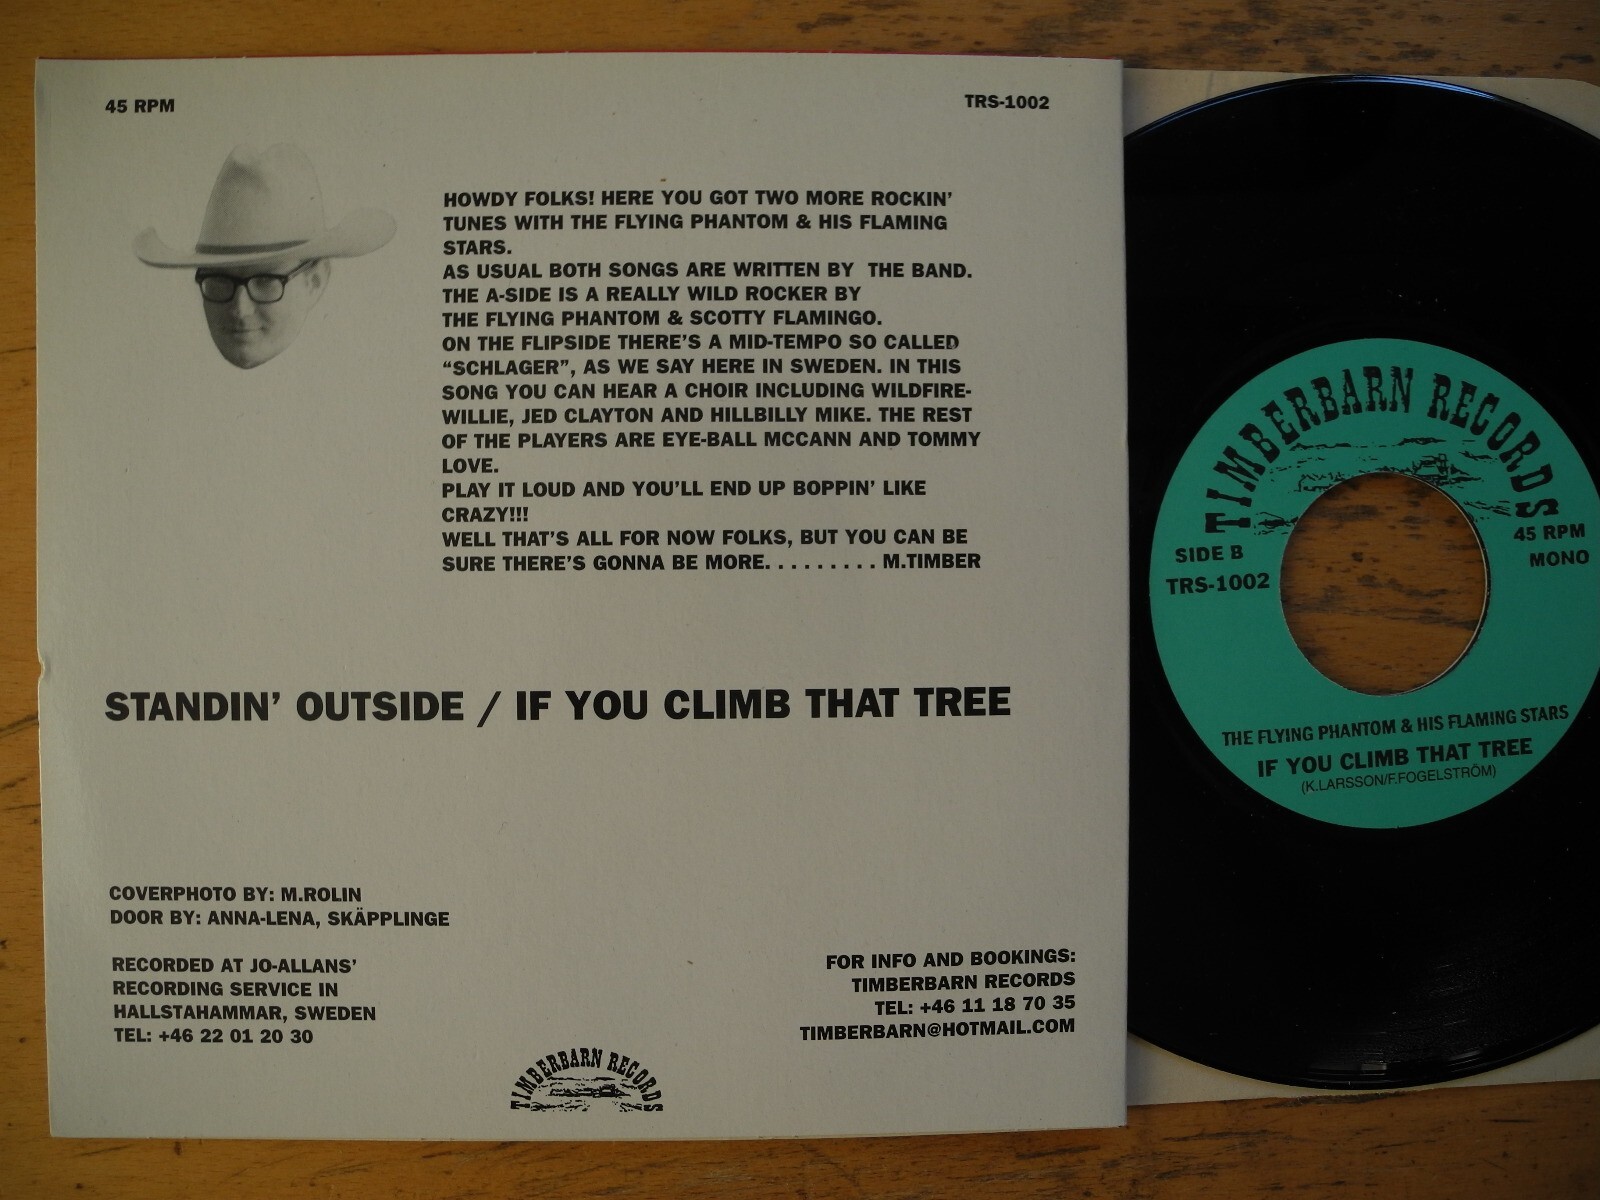 45 RPM
TRS-1002
HOWDY FOLKS! HERE YOU GOT TWO MORE ROCKIN'
TUNES WITH THE FLYING PHANTOM & HIS FLAMING
STARS.
AS USUAL BOTH SONGS ARE WRITTEN BY THE BAND.
THE A-SIDE IS A REALLY WILD ROCKER BY
THE FLYING PHANTOM & SCOTTY FLAMINGO.
ON THE FLIPSIDE THERE'S A MID-TEMPO SO CALLED
“SCHLAGER”, AS WE SAY HERE IN SWEDEN. IN THIS
SONG YOU CAN HEAR A CHOIR INCLUDING WILDFIRE-
WILLIE, JED CLAYTON AND HILLBILLY MIKE. THE REST
OF THE PLAYERS ARE EYE-BALL MCCANN AND TOMMY
LOVE.
PLAY IT LOUD AND YOU'LL END UP BOPPIN' LIKE
CRAZY!!!
WELL THAT'S ALL FOR NOW FOLKS, BUT YOU CAN BE
SURE THERE'S GONNA BE MORE. . . . . . . . . M.TIMBER
STANDIN' OUTSIDE / IF YOU CLIMB THAT TREE
COVERPHOTO BY: M.ROLIN
DOOR BY: ANNA-LENA, SKÄPPLINGE
RECORDED AT JO-ALLANS'
RECORDING SERVICE IN
HALLSTAHAMMAR, SWEDEN
TEL: +46 22 01 20 30
FOR INFO AND BOOKINGS:
TIMBERBARN RECORDS
TEL: +46 11 18 70 35
TIMBERBARN@HOTMAIL.COM
TIMBERBARN RECORDS
TIMBERBARN RECORDS
SIDE B
TRS-1002
45 RPM
MONO
THE FLYING PHANTOM & HIS FLAMING STARS
IF YOU CLIMB THAT TREE
(K.LARSSON/F.FOGELSTRÖM)